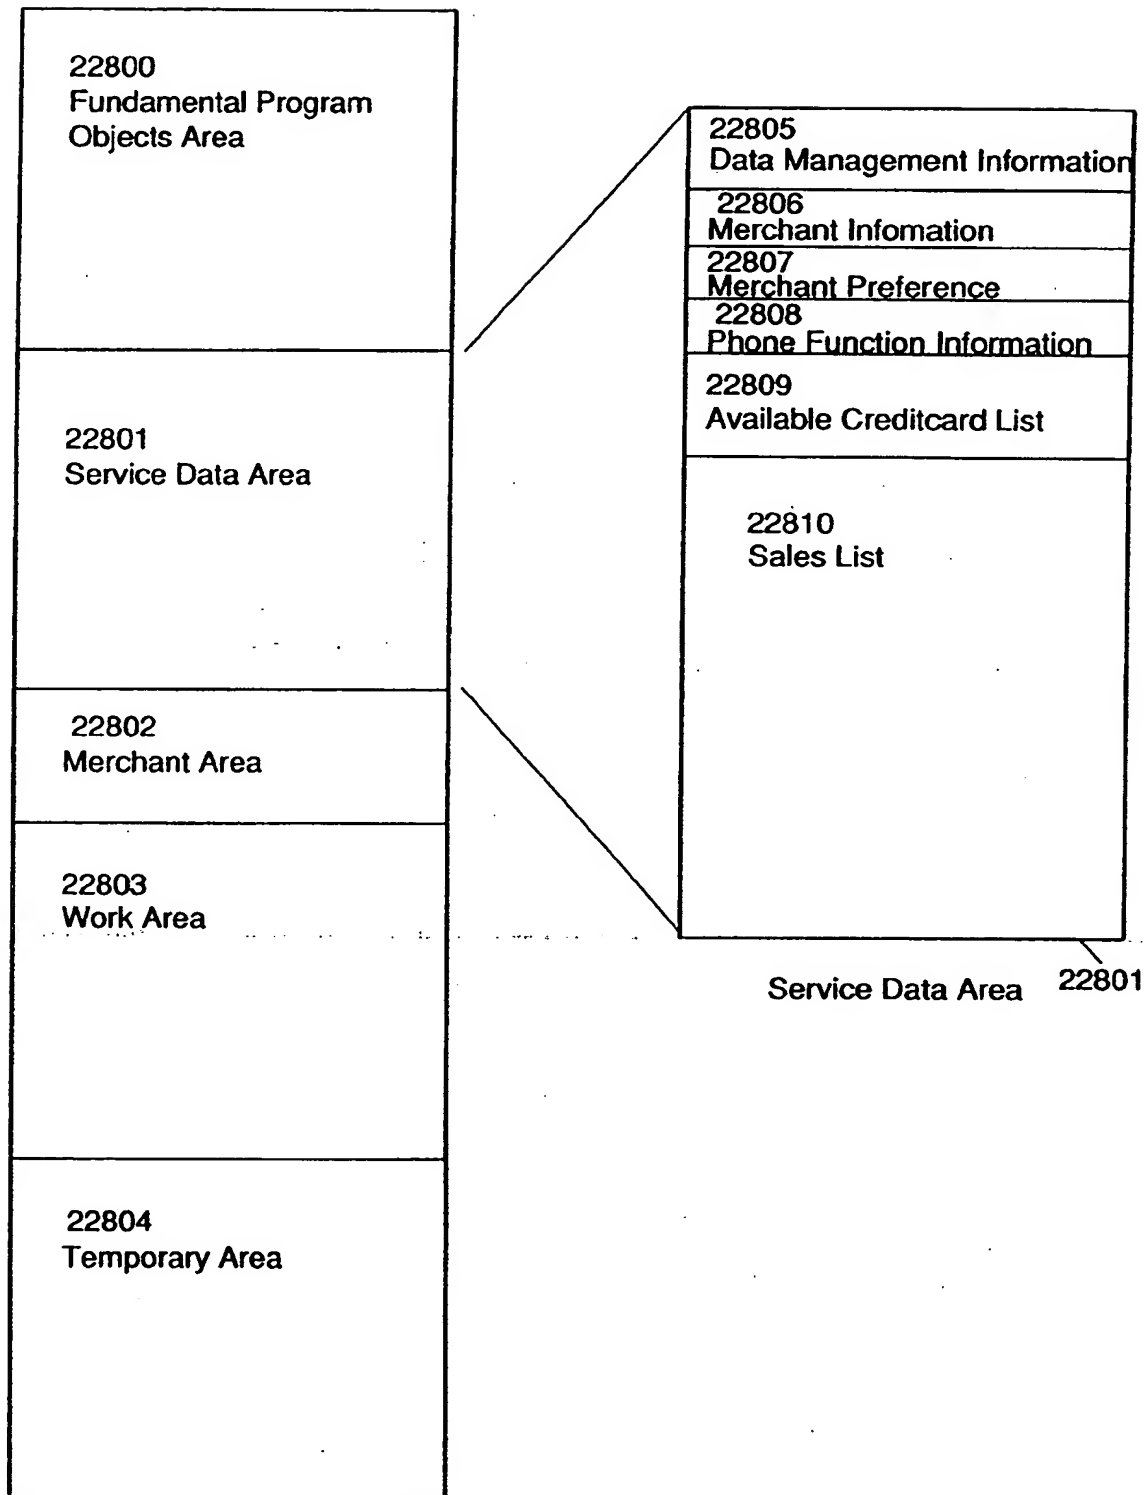 22800
Fundamental Program
Objects Area
22801
Service Data Area
22802
Merchant Area
22803
Work Area
22804
Temporary Area
22805
Data Management Information
22806
Merchant Infomation
22807
Merchant Preference
22808
Phone Function Information
22809
Available Creditcard List
22810
Sales List
Service Data Area 22801